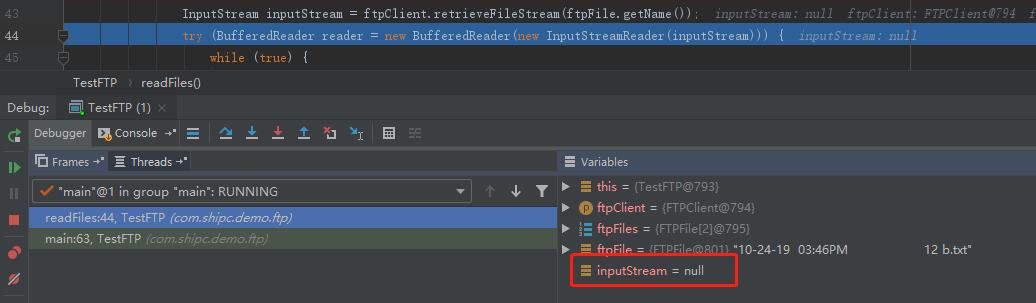 43 InputStream inputStream = ftpClient.retrieveFileStream(ftpFile.getName()); inputStream: null ftpClient: FTPClient@794 f
44 try (BufferedReader reader = new BufferedReader(new InputStreamReader(inputStream))) { inputStream: null
45 while (true) {
TestFTP › readFiles()
Debug: TestFTP (1) ×
Debugger Console
Frames Threads
Variables
"main"@1 in group "main": RUNNING
readFiles:44, TestFTP (com.shipc.demo.ftp)
main:63, TestFTP (com.shipc.demo.ftp)
this = {TestFTP@793}
ftpClient = {FTPClient@794}
ftpFiles = {FTPFile[2]@795}
ftpFile = {FTPFile@801} "10-24-19 03:46PM 12 b.txt"
inputStream = null